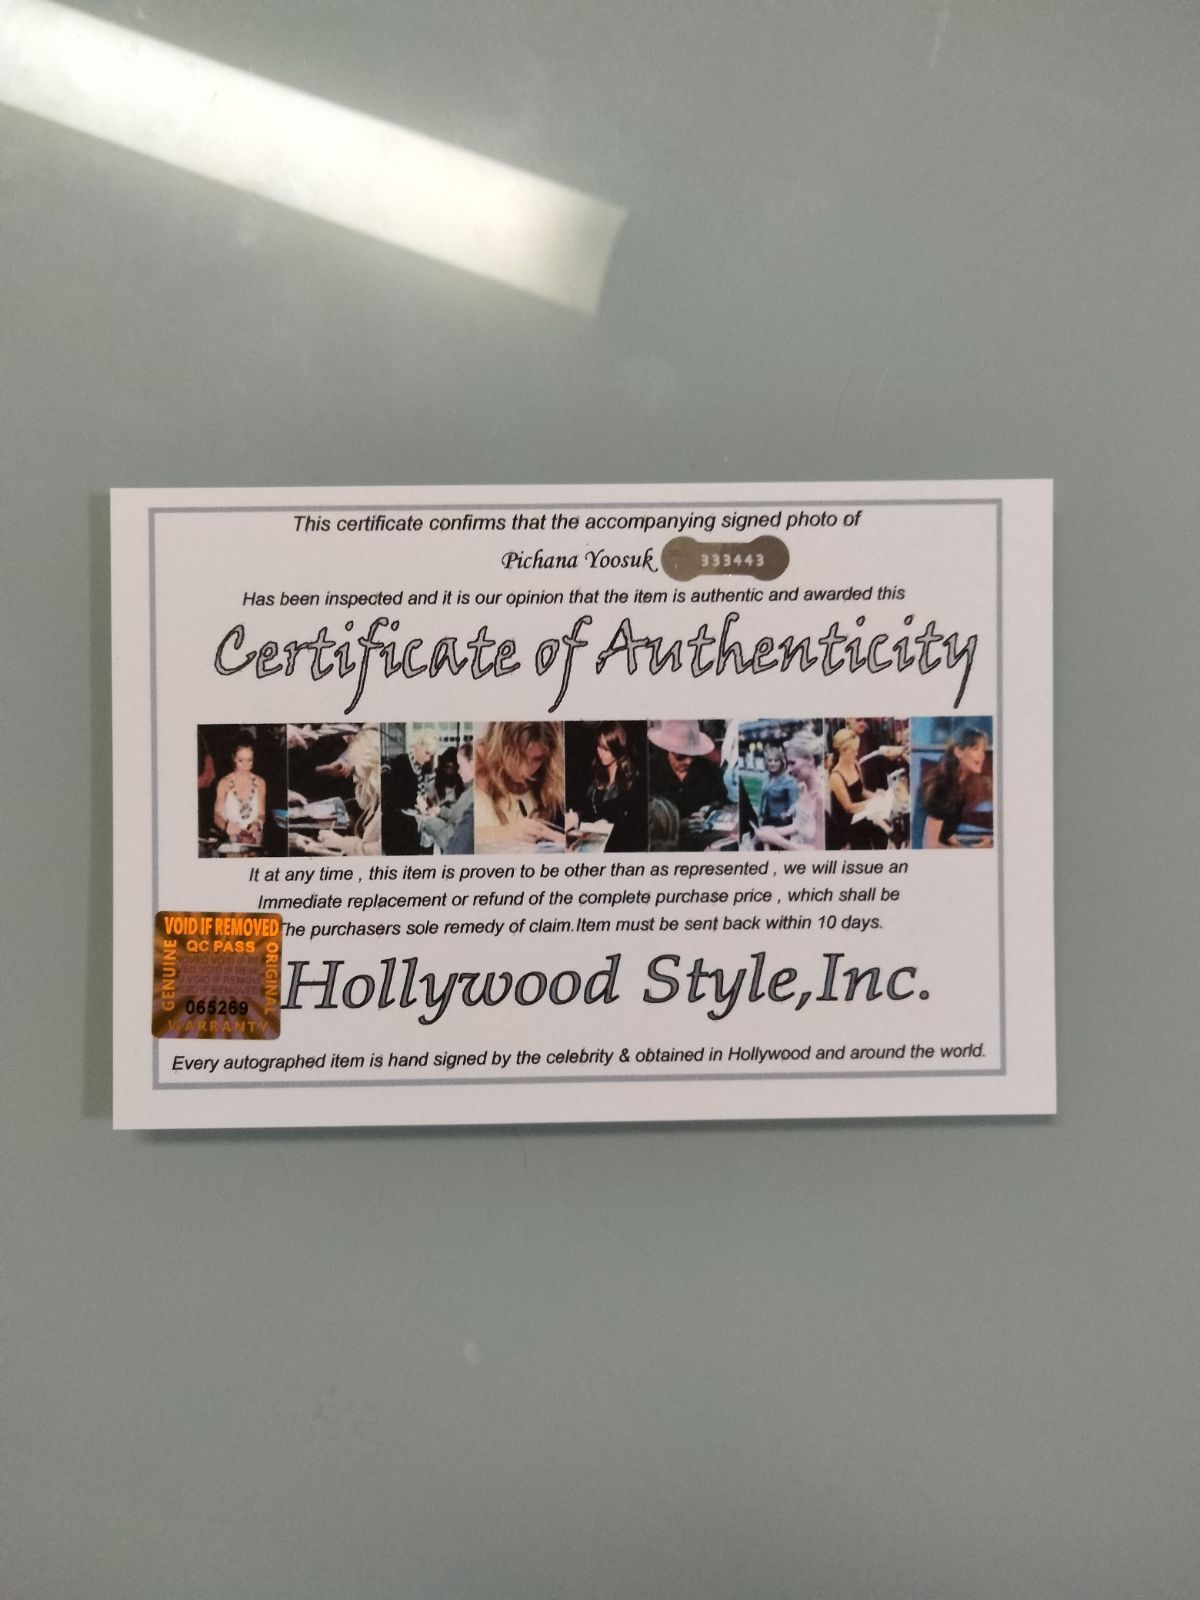 This certificate confirms that the accompanying signed photo of
Pichana Yoosuk 333443
Has been inspected and it is our opinion that the item is authentic and awarded this
Certificate of Authenticity
It at any time , this item is proven to be other than as represented , we will issue an
Immediate replacement or refund of the complete purchase price , which shall be
The purchasers sole remedy of claim.Item must be sent back within 10 days.
VOID IF REMOVED
QC PASS
GENUINE
ORIGINAL
065269
WARRANTY
Hollywood Style,Inc.
Every autographed item is hand signed by the celebrity & obtained in Hollywood and around the world.